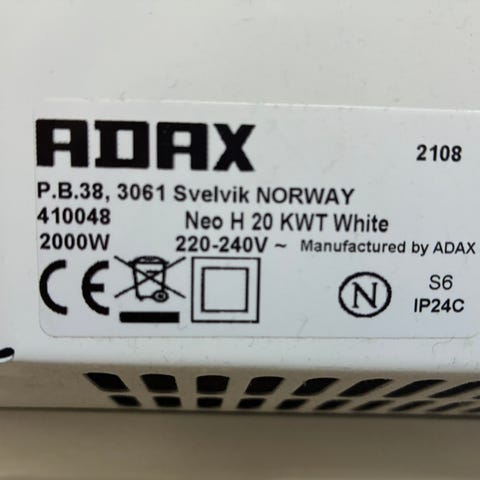 ADAX
2108
P.B.38, 3061 Svelvik NORWAY
410048 Neo H 20 KWT White
2000W 220-240V ~ Manufactured by ADAX
CE N S6
IP24C